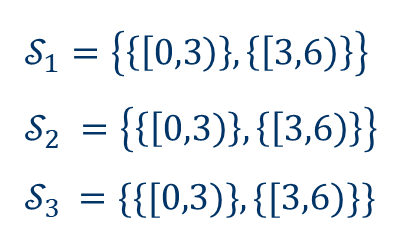 𝒮₁ = {{[0,3)},{[3,6)}}
𝒮₂ = {{[0,3)},{[3,6)}}
𝒮₃ = {{[0,3)},{[3,6)}}